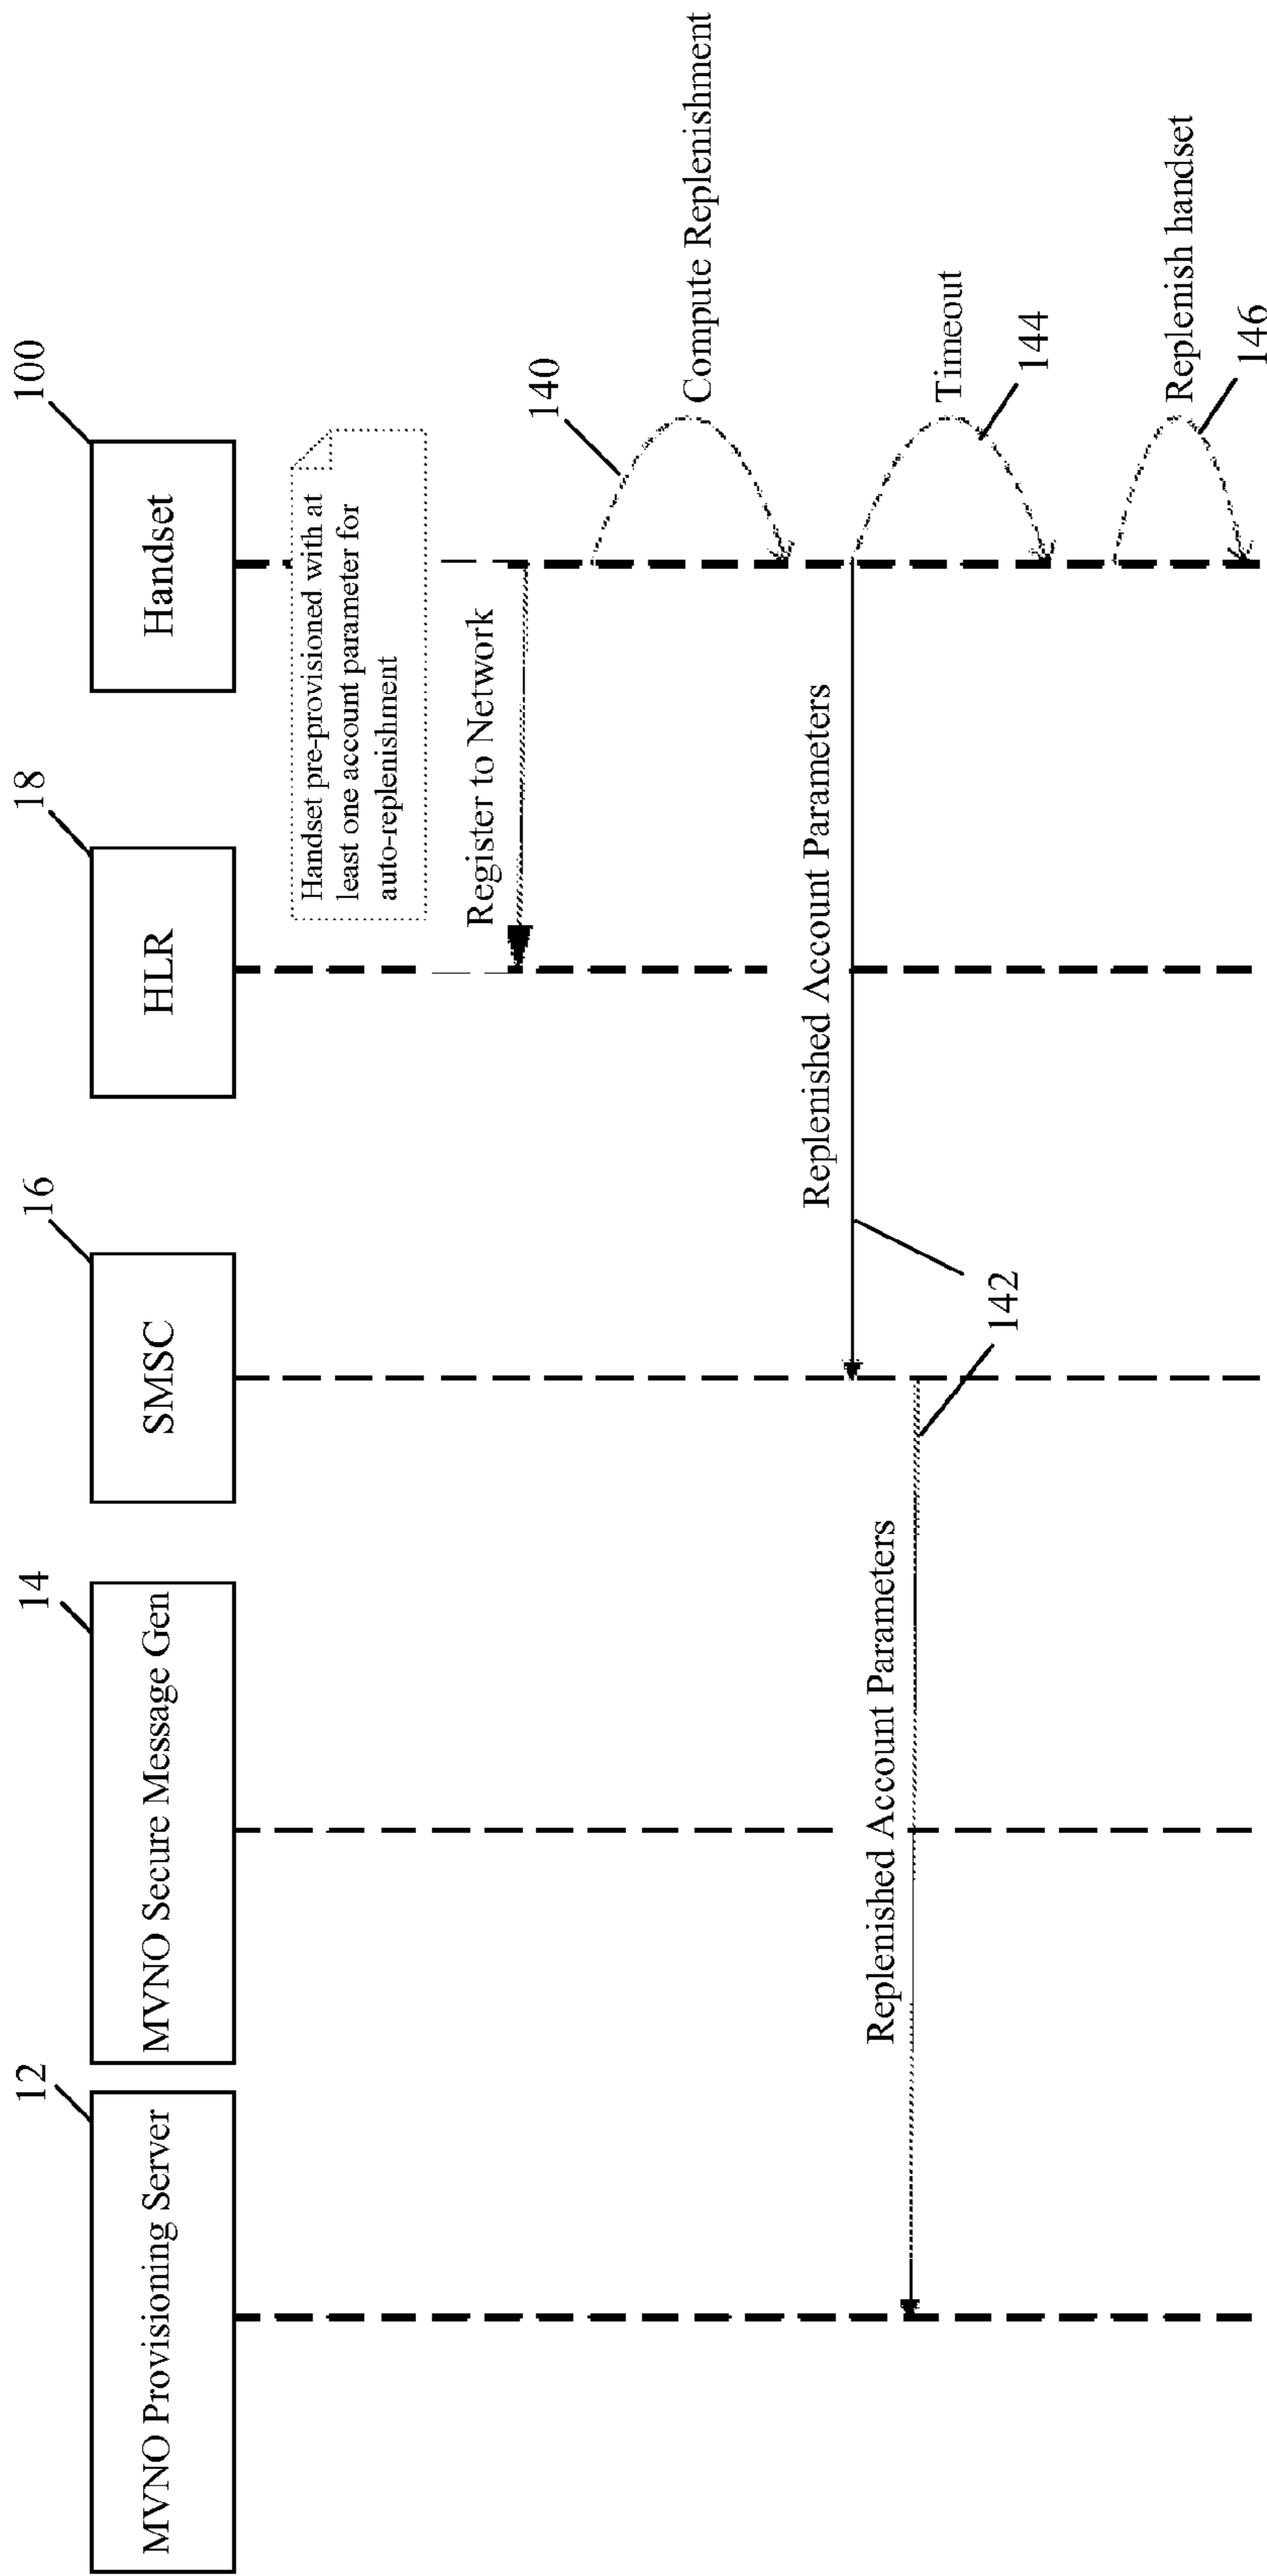 12
14
16
18
100
MVNO Provisioning Server
MVNO Secure Message Gen
SMSC
HLR
Handset
Handset pre-provisioned with at
least one account parameter for
auto-replenishment
Register to Network
140
Compute Replenishment
Replenished Account Parameters
Replenished Account Parameters
142
Timeout
144
Replenish handset
146